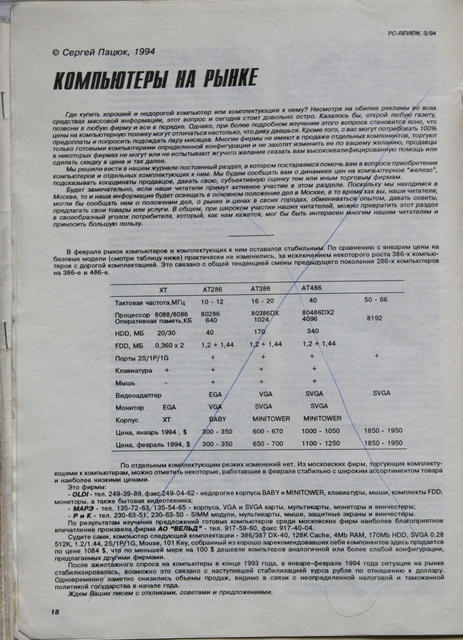 PC-REVIEW, 3/94
© Сергей Пацюк, 1994
КОМПЬЮТЕРЫ НА РЫНКЕ
Где купить хороший и недорогой компьютер или комплектующие к нему? Несмотря на обилие рекламы во всех
средствах массовой информации, этот вопрос и сегодня стоит довольно остро. Казалось бы, открой любую газету,
позвони в любую фирму и все в порядке. Однако, при более подробном изучении этого вопроса становится ясно, что
цены на компьютерную технику могут отличаться настолько, что диву даешься. Кроме того, с вас могут потребовать 100%
предоплаты и попросить подождать пару месяцев. Многие фирмы не имеют в продаже отдельных компонентов, торгуют
только готовыми компьютерами определенной конфигурации и не захотят изменить ее по вашему желанию, продавцы
в некоторых фирмах не могут или не испытывают жгучего желания оказать вам высококвалифицированную помощь или
сделать скидку в цене и так далее.
Мы решили ввести в нашем журнале постоянный раздел, в котором постараемся помочь вам в вопросе приобретения
компьютеров и отдельных комплектующих к ним. Мы будем сообщать вам о динамике цен на компьютерное "железо",
подсказывать координаты продавцов, давать свою, субъективную оценку тем или иным торговым фирмам.
Будет замечательно, если наши читатели примут активное участие в этом разделе. Поскольку мы находимся в
Москве, то и наша информация будет освещать в основном положение дел в Москве, в то время как вы, наши читатели,
могли бы сообщать нам о положении дел, о рынке и ценах в своих городах, обмениваться опытом, давать советы,
предлагать свои товары или услуги. В общем, при широком участии наших читателей, можно превратить этот раздел
в своеобразный уголок потребителя, который, как нам кажется, мог бы быть интересен многим нашим читателям и
приносить большую пользу.
В феврале рынок компьютеров и комплектующих к ним оставался стабильным. По сравнению с январем цены на
базовые модели (смотри таблицу ниже) практически не изменились, за исключением некоторого роста 386-х компью-
теров с дорогой комплектацией. Это связано с общей тенденцией смены предыдущего поколения 286-х компьютеров
на 386-е и 486-е.
XT AT286 AT386 AT486
Тактовая частота,МГц 10 - 12 16 - 20 40 50 - 66
Процессор 8088/8086 80286 80386DX 80486DX2
Оперативная память,КБ 640 1024 4096 8192
HDD, МБ 20/30 40 170 340
FDD, МБ 0,360 x 2 1,2 + 1,44 1,2 + 1,44 1,2 + 1,44
Порты 2S/1P/1G + + + +
Клавиатура + + + +
Мышь - + + +
Видеоадаптер EGA VGA SVGA SVGA
Монитор EGA VGA SVGA SVGA
Корпус XT BABY MINITOWER MINITOWER
Цена, январь 1994 , $ 300 - 350 600 - 670 1000 - 1050 1850 - 1950
Цена, февраль 1994, $ 300 - 350 650 - 700 1100 - 1250 1850 - 1950
По отдельным комплектующим резких изменений нет. Из московских фирм, торгующих комплекту-
ющими к компьютерам, можно отметить некоторые, работавшие в феврале стабильно с широким ассортиментом товара
и наиболее низкими ценами.
Это фирмы:
- OLDI - тел. 249-39-89, факс 249-04-62 - недорогие корпуса BABY и MINITOWER, клавиатуры, мыши, комплекты FDD,
мониторы, а также бытовая видеотехника;
- МАРЭ - тел. 135-72-63, 135-54-65 - корпуса, VGA и SVGA карты, мультикарты, мониторы и винчестеры;
- Р и К - тел. 230-63-51, 230-63-50 - SIMM модули, мультикарты, мыши, защитные экраны и винчестеры.
По результатам изучения предложений готовых компьютеров среди московских фирм наиболее благоприятное
впечатление произвела фирма АО "ВЕЛЬД" - тел. 917-59-60, факс 917-40-04.
Судите сами, компьютер следующей комплектации - 386/387 DX-40, 128K Cache, 4Mb RAM, 170Mb HDD, SVGA 0.28
512K, 1.2/1.44, 2S/1P/1G, Mouse, 101 Key, собранный из хорошо зарекомендовавших себя компонентов здесь продается
по цене 1084 $, что по меньшей мере на 100 $ дешевле компьютеров аналогичной или более слабой конфигурации,
предлагаемых другими фирмами.
После ажиотажного спроса на компьютеры в конце 1993 года, в январе-феврале 1994 года ситуация на рынке
стабилизировалась, возможно это связано с наступившей стабилизацией курса рубля по отношению к доллару.
Одновременно заметно снизились объемы продаж, видимо в связи с неопределенной налоговой и таможенной
политикой государства в начале года.
Ждем Ваших писем с откликами, советами и предложениями.
18